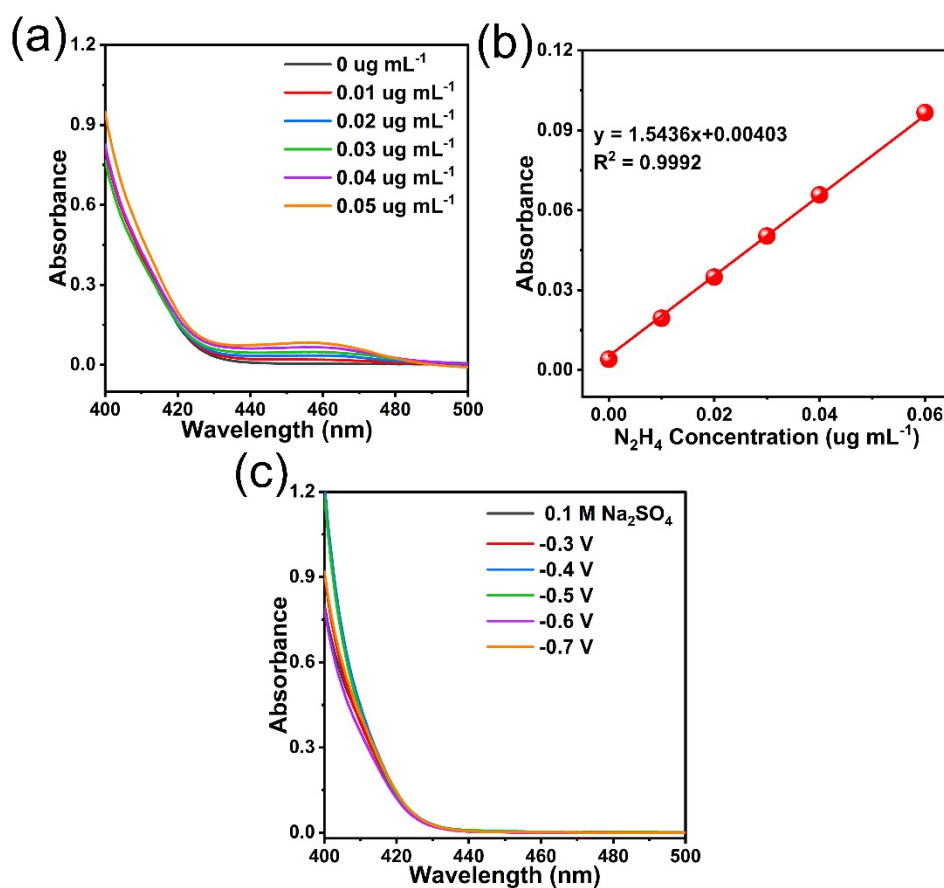 (a)
1.2
0.9
0.6
0.3
0.0
Absorbance
0 ug mL⁻¹
0.01 ug mL⁻¹
0.02 ug mL⁻¹
0.03 ug mL⁻¹
0.04 ug mL⁻¹
0.05 ug mL⁻¹
400 420 440 460 480 500
Wavelength (nm)
(b)
0.12
0.09
0.06
0.03
0.00
Absorbance
y = 1.5436x+0.00403
R² = 0.9992
0.00 0.02 0.04 0.06
N₂H₄ Concentration (ug mL⁻¹)
(c)
1.2
0.9
0.6
0.3
0.0
Absorbance
0.1 M Na₂SO₄
-0.3 V
-0.4 V
-0.5 V
-0.6 V
-0.7 V
400 420 440 460 480 500
Wavelength (nm)